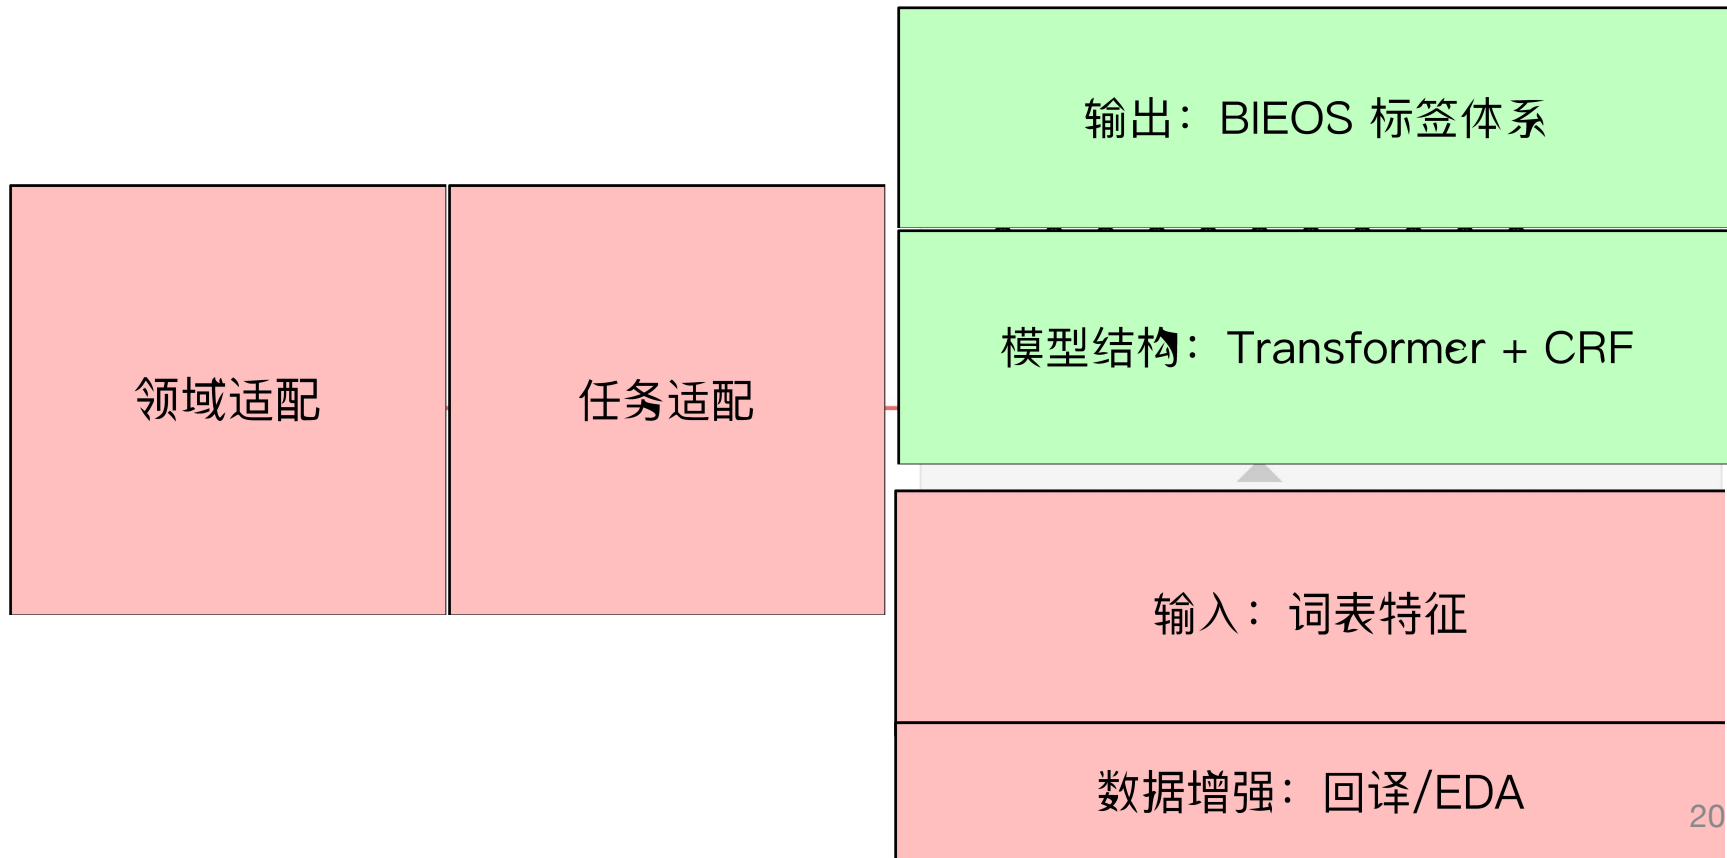 输出：BIEOS 标签体系
领域适配
任务适配
模型结构：Transformer + CRF
输入：词表特征
数据增强：回译/EDA
20